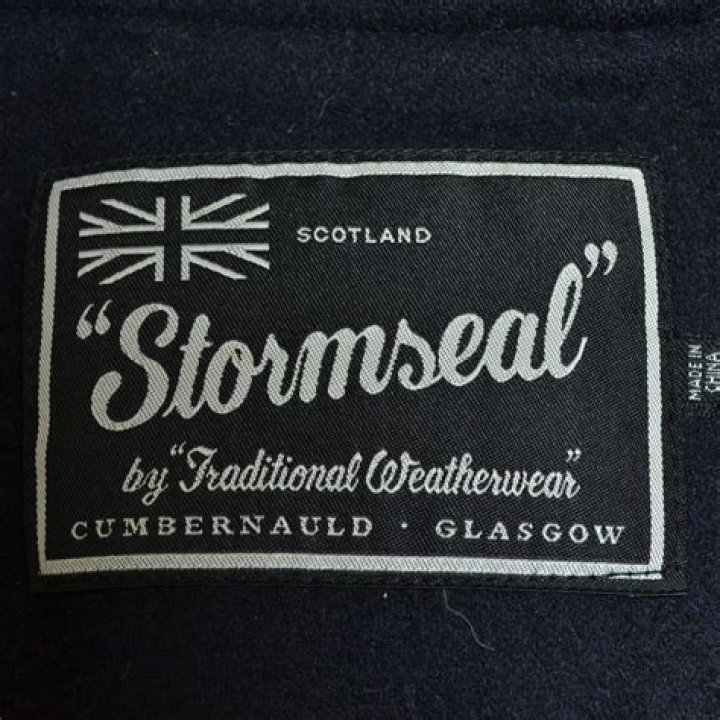 SCOTLAND
"Stormseal"
by "Traditional Weatherwear"
CUMBERNAULD · GLASGOW
MADE IN
CHINA